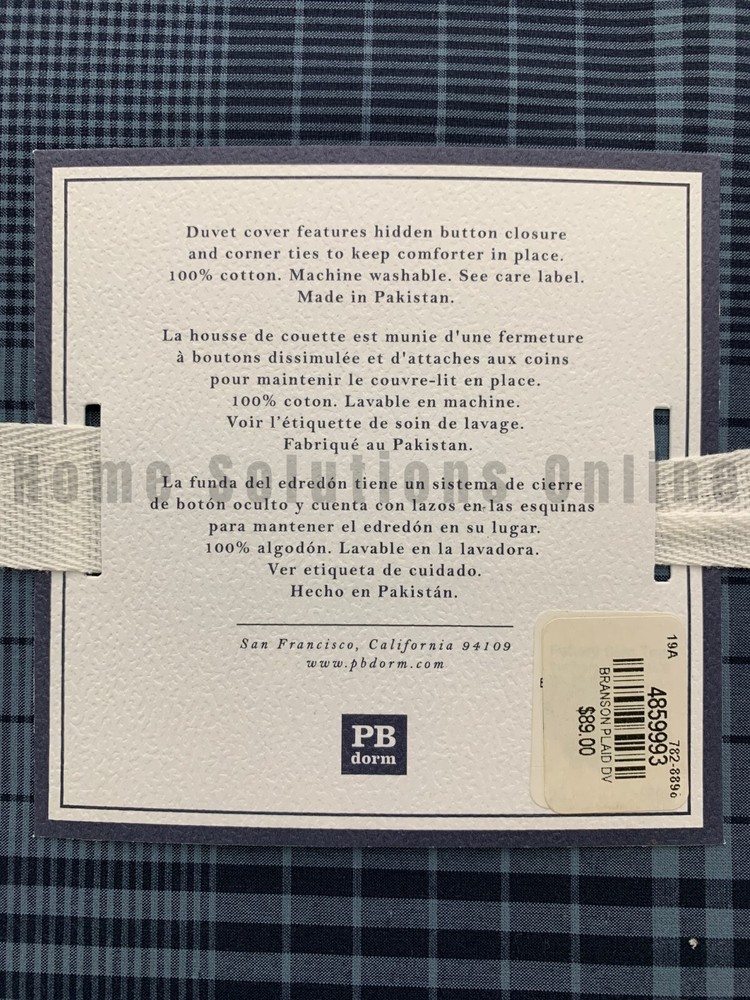 Duvet cover features hidden button closure
and corner ties to keep comforter in place.
100% cotton. Machine washable. See care label.
Made in Pakistan.
La housse de couette est munie d'une fermeture
à boutons dissimulée et d'attaches aux coins
pour maintenir le couvre-lit en place.
100% coton. Lavable en machine.
Voir l'étiquette de soin de lavage.
Fabriqué au Pakistan.
Home Solutions Online
La funda del edredón tiene un sistema de cierre
de botón oculto y cuenta con lazos en las esquinas
para mantener el edredón en su lugar.
100% algodón. Lavable en la lavadora.
Ver etiqueta de cuidado.
Hecho en Pakistán.
San Francisco, California 94109
www.pbdorm.com
PB
dorm
19A
782-8896
4859993
BRANSON PLAID DV
$89.00